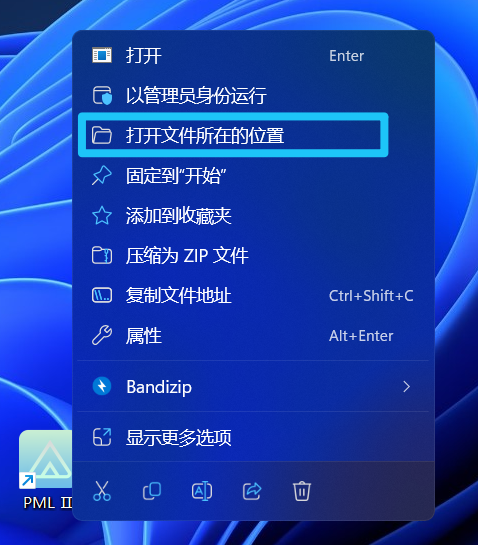 打开 Enter
以管理员身份运行
打开文件所在的位置
固定到“开始”
添加到收藏夹
压缩为 ZIP 文件
复制文件地址 Ctrl+Shift+C
属性 Alt+Enter
Bandizip
显示更多选项
PML II